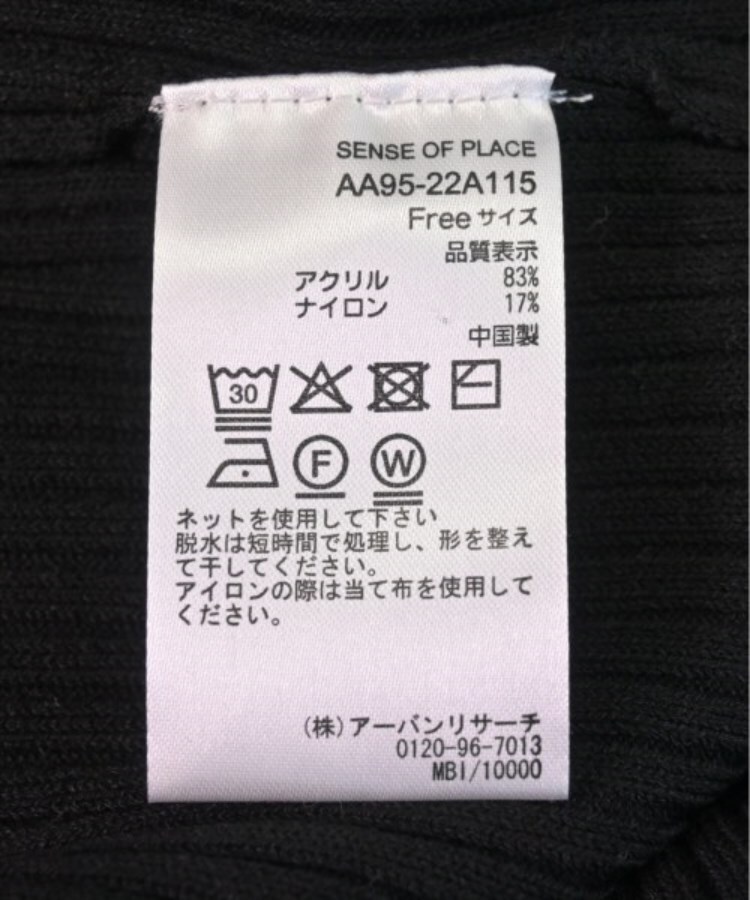 SENSE OF PLACE
AA95-22A115
Freeサイズ
品質表示
アクリル 83%
ナイロン 17%
中国製
30
F W
ネットを使用して下さい
脱水は短時間で処理し、形を整え
て干してください。
アイロンの際は当て布を使用して
ください。
(株)アーバンリサーチ
0120-96-7013
MBI/10000